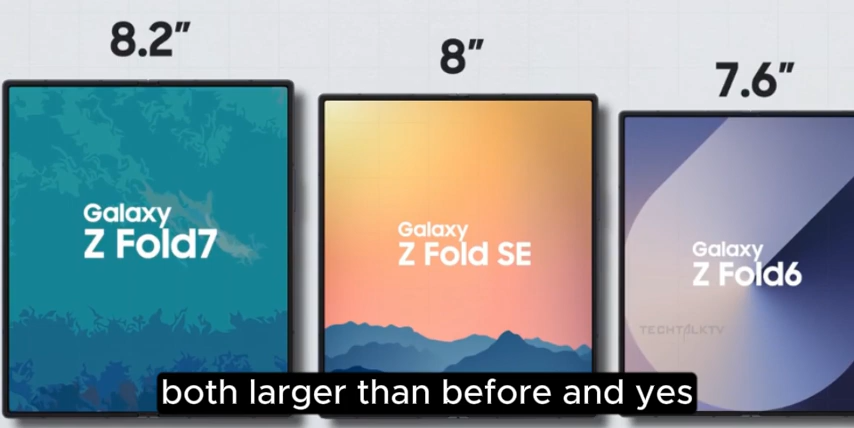 8.2″
8″
7.6″
Galaxy
Z Fold7
Galaxy
Z Fold SE
Galaxy
Z Fold6
TECHTALKTV
both larger than before and yes